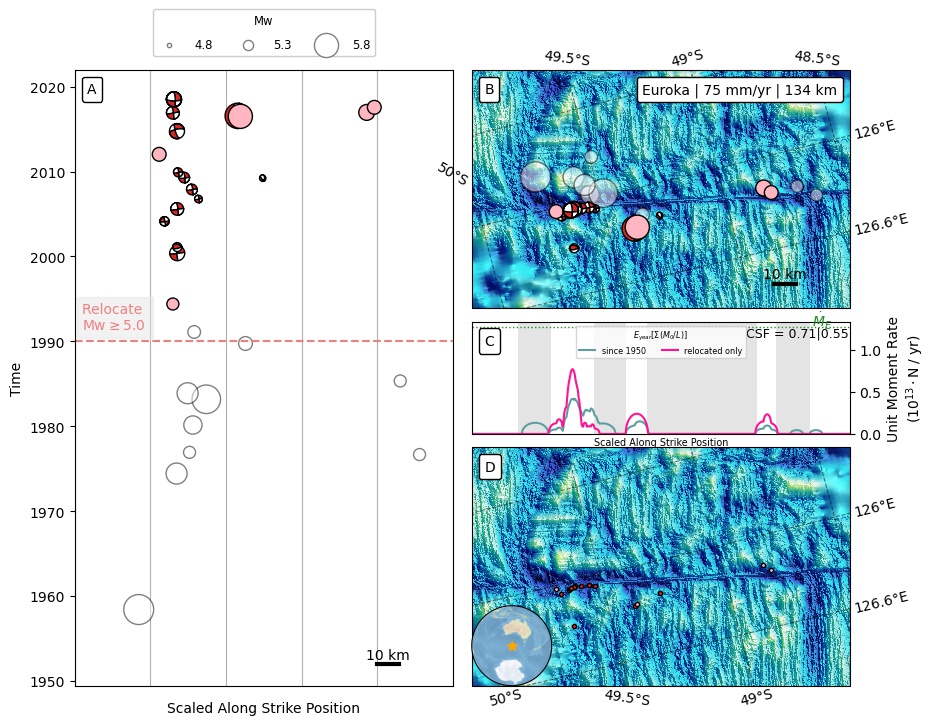 Mw
4.8
5.3
5.8
A
2020
2010
2000
1990
1980
1970
1960
1950
Time
Relocate
Mw ≥ 5.0
10 km
Scaled Along Strike Position
49.5°S
49°S
48.5°S
50°S
B
Euroka | 75 mm/yr | 134 km
126°E
126.6°E
10 km
C
Ṁ_E
E_year[Σ(M₀/L)]
since 1950
relocated only
CSF = 0.71|0.55
1.0
0.5
0.0
Unit Moment Rate
(10¹³ · N / yr)
Scaled Along Strike Position
D
126°E
126.6°E
50°S
49.5°S
49°S